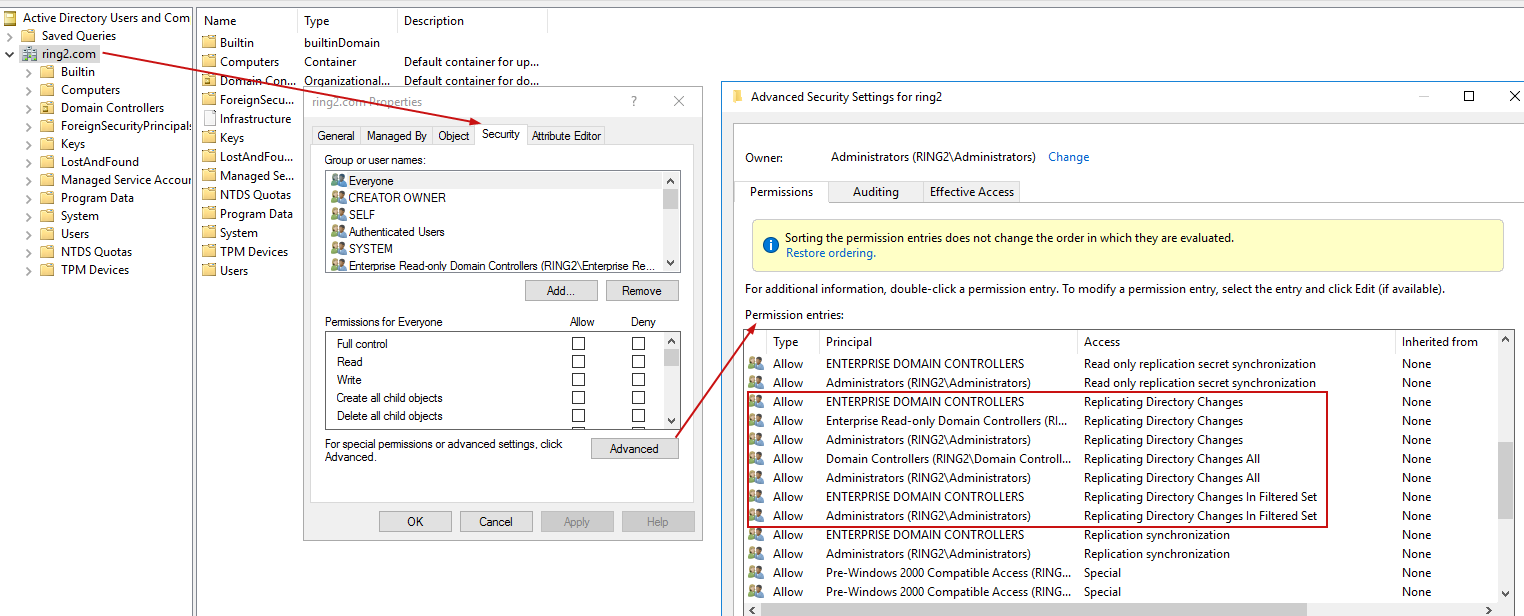 Active Directory Users and Com
Saved Queries
ring2.com
Builtin
Computers
Domain Controllers
ForeignSecurityPrincipals
Keys
LostAndFound
Managed Service Accour
Program Data
System
Users
NTDS Quotas
TPM Devices
Name Type Description
Builtin builtinDomain
Computers Container Default container for up...
Domain Con... Organizational... Default container for do...
ForeignSecu...
Infrastructure
Keys
LostAndFou...
Managed Se...
NTDS Quotas
Program Data
System
TPM Devices
Users
ring2.com Properties ?
General Managed By Object Security Attribute Editor
Group or user names:
Everyone
CREATOR OWNER
SELF
Authenticated Users
SYSTEM
Enterprise Read-only Domain Controllers (RING2\Enterprise Re...
Add... Remove
Permissions for Everyone Allow Deny
Full control
Read
Write
Create all child objects
Delete all child objects
For special permissions or advanced settings, click
Advanced.
Advanced
OK Cancel Apply Help
Advanced Security Settings for ring2
Owner: Administrators (RING2\Administrators) Change
Permissions Auditing Effective Access
Sorting the permission entries does not change the order in which they are evaluated.
Restore ordering.
For additional information, double-click a permission entry. To modify a permission entry, select the entry and click Edit (if available).
Permission entries:
Type Principal Access Inherited from
Allow ENTERPRISE DOMAIN CONTROLLERS Read only replication secret synchronization None
Allow Administrators (RING2\Administrators) Read only replication secret synchronization None
Allow ENTERPRISE DOMAIN CONTROLLERS Replicating Directory Changes None
Allow Enterprise Read-only Domain Controllers (RI... Replicating Directory Changes None
Allow Administrators (RING2\Administrators) Replicating Directory Changes None
Allow Domain Controllers (RING2\Domain Controll... Replicating Directory Changes All None
Allow Administrators (RING2\Administrators) Replicating Directory Changes All None
Allow ENTERPRISE DOMAIN CONTROLLERS Replicating Directory Changes In Filtered Set None
Allow Administrators (RING2\Administrators) Replicating Directory Changes In Filtered Set None
Allow ENTERPRISE DOMAIN CONTROLLERS Replication synchronization None
Allow Administrators (RING2\Administrators) Replication synchronization None
Allow Pre-Windows 2000 Compatible Access (RING... Special None
Allow Pre-Windows 2000 Compatible Access (RING... Special None